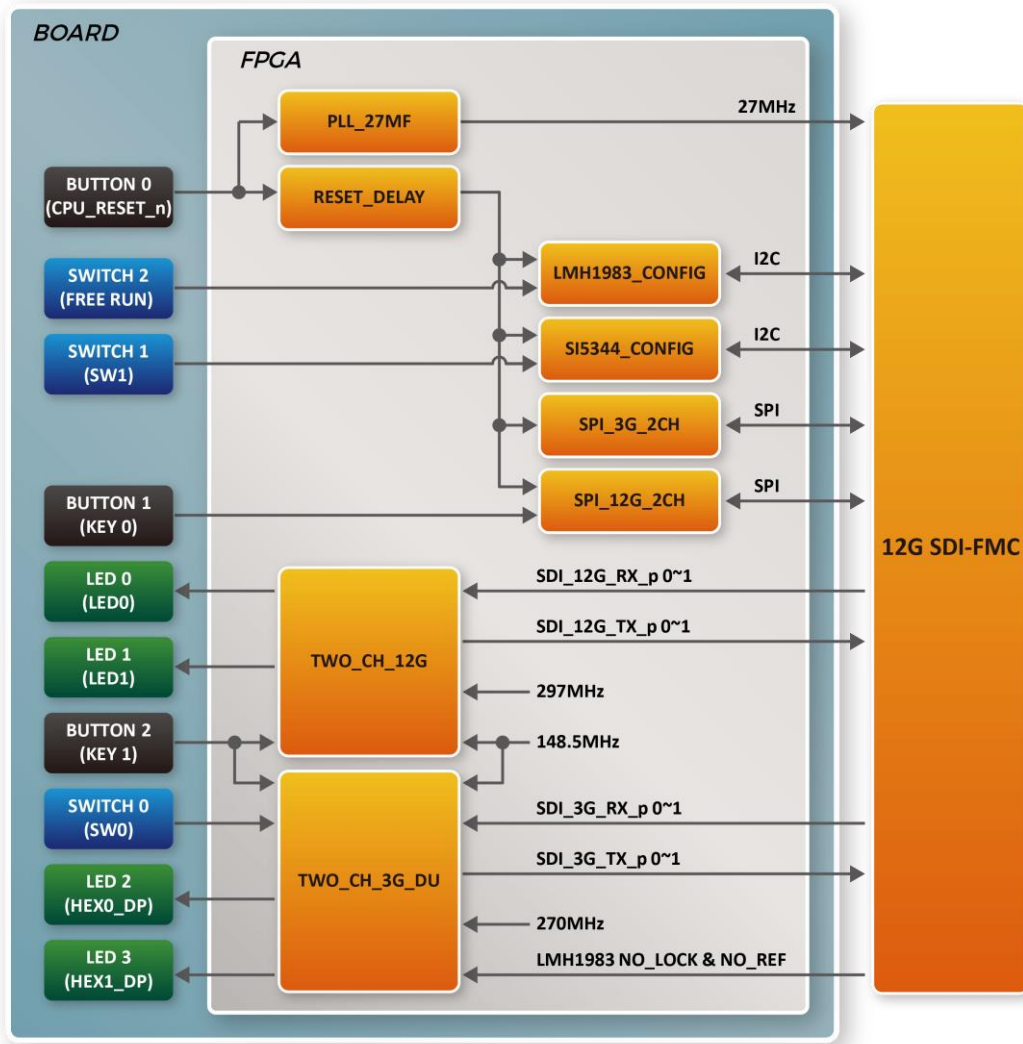 BOARD
FPGA
PLL_27MF
27MHz
BUTTON 0
(CPU_RESET_n)
RESET_DELAY
SWITCH 2
(FREE RUN)
LMH1983_CONFIG
I2C
SWITCH 1
(SW1)
SI5344_CONFIG
I2C
SPI_3G_2CH
SPI
BUTTON 1
(KEY 0)
SPI_12G_2CH
SPI
12G SDI-FMC
LED 0
(LED0)
SDI_12G_RX_p 0~1
SDI_12G_TX_p 0~1
LED 1
(LED1)
TWO_CH_12G
297MHz
BUTTON 2
(KEY 1)
148.5MHz
SWITCH 0
(SW0)
SDI_3G_RX_p 0~1
SDI_3G_TX_p 0~1
LED 2
(HEX0_DP)
TWO_CH_3G_DU
270MHz
LED 3
(HEX1_DP)
LMH1983 NO_LOCK & NO_REF